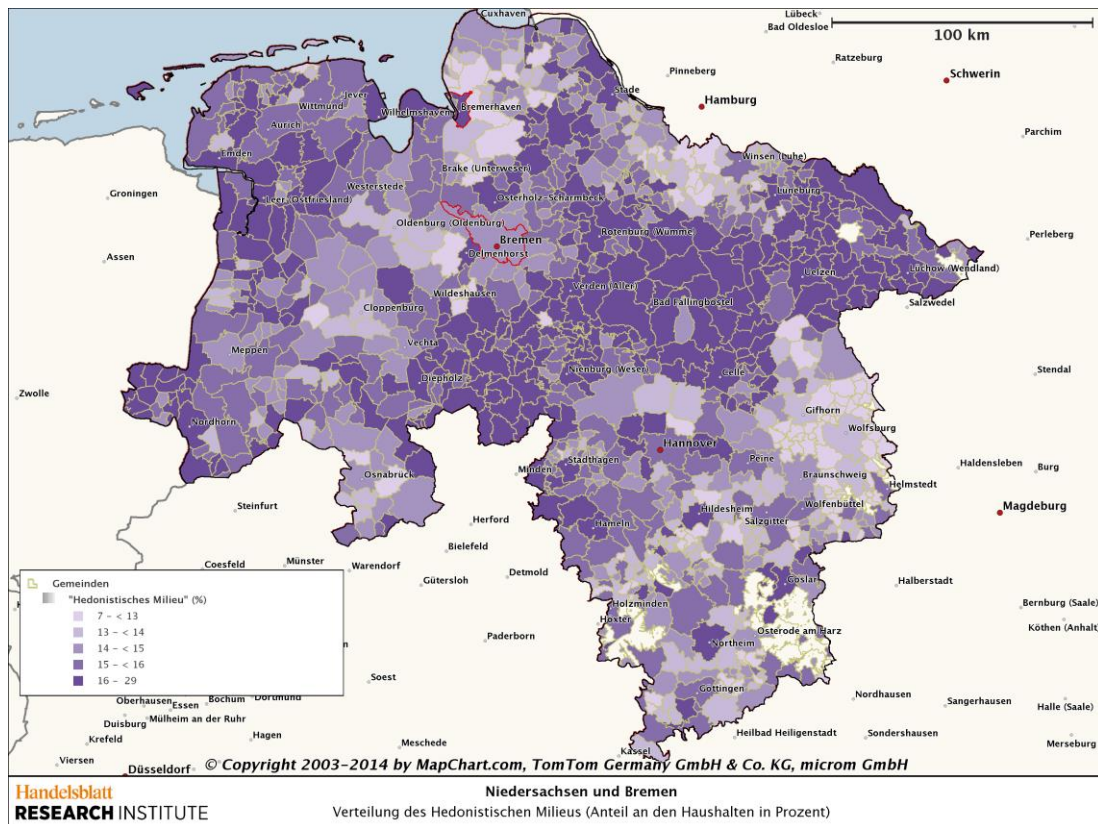 Cuxhaven
Lübeck
Bad Oldesloe
100 km
Ratzeburg
Schwerin
Pinneberg
Stade
Hamburg
Jever
Wittmund
Wilhelmshaven
Bremerhaven
Aurich
Parchim
Emden
Winsen (Luhe)
Brake (Unterweser)
Groningen
Westerstede
Lüneburg
Leer (Ostfriesland)
Osterholz-Scharmbeck
Oldenburg (Oldenburg)
Rotenburg (Wümme)
Perleberg
Bremen
Assen
Delmenhorst
Lüchow (Wendland)
Uelzen
Verden (Aller)
Wildeshausen
Bad Fallingbostel
Salzwedel
Cloppenburg
Vechta
Meppen
Nienburg (Weser)
Celle
Stendal
Diepholz
Zwolle
Gifhorn
Nordhorn
Wolfsburg
Hannover
Stadthagen
Peine
Haldensleben
Burg
Osnabrück
Minden
Braunschweig
Helmstedt
Steinfurt
Wolfenbüttel
Hildesheim
Magdeburg
Herford
Salzgitter
Hameln
Bielefeld
Coesfeld
Münster
Warendorf
Detmold
Gütersloh
Goslar
Halberstadt
Gemeinden
"Hedonistisches Milieu" (%)
7 - < 13
13 - < 14
14 - < 15
15 - < 16
16 - 29
Holzminden
Höxter
Bernburg (Saale)
Köthen (Anhalt)
Osterode am Harz
Paderborn
Northeim
Soest
Göttingen
Nordhausen
Sangerhausen
Halle (Saale)
Oberhausen
Essen
Bochum
Dortmund
Duisburg
Mülheim an der Ruhr
Krefeld
Hagen
Meschede
Kassel
Heilbad Heiligenstadt
Sondershausen
Merseburg
Viersen
Düsseldorf
© Copyright 2003-2014 by MapChart.com, TomTom Germany GmbH & Co. KG, microm GmbH
Handelsblatt
RESEARCH INSTITUTE
Niedersachsen und Bremen
Verteilung des Hedonistischen Milieus (Anteil an den Haushalten in Prozent)